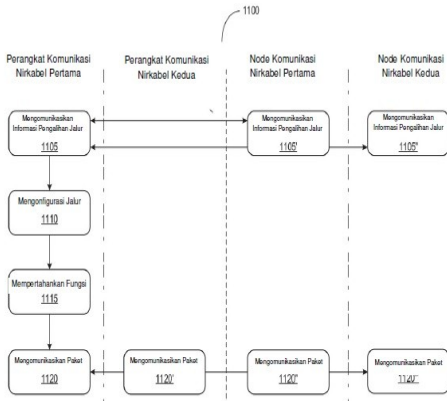 1100
Perangkat Komunikasi
Nirkabel Pertama
Perangkat Komunikasi
Nirkabel Kedua
Node Komunikasi
Nirkabel Pertama
Node Komunikasi
Nirkabel Kedua
Mengomunikasikan
Informasi Pengalihan Jalur
1105
Mengomunikasikan
Informasi Pengalihan Jalur
1105'
Mengomunikasikan
Informasi Pengalihan Jalur
1105"
Mengonfigurasi Jalur
1110
Mempertahankan Fungsi
1115
Mengomunikasikan Paket
1120
Mengomunikasikan Paket
1120'
Mengomunikasikan Paket
1120"
Mengomunikasikan Paket
1120"'